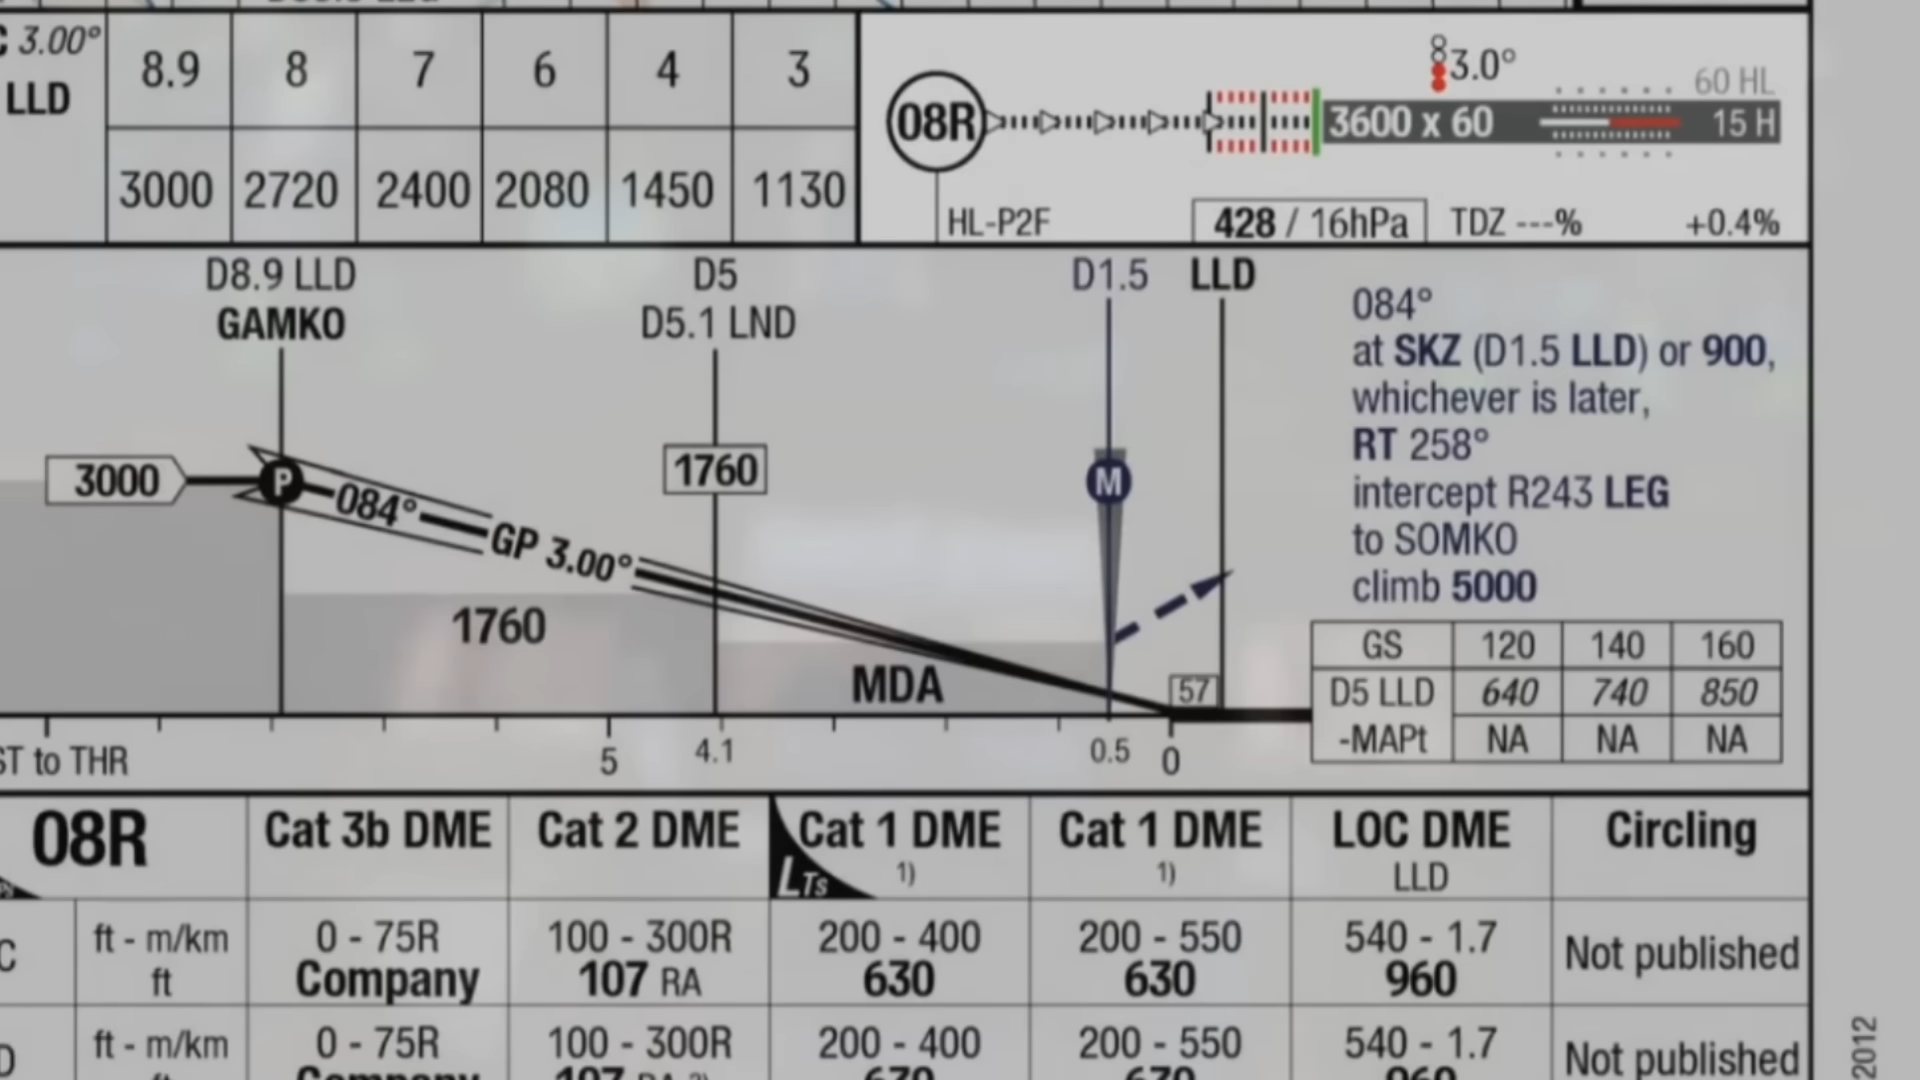 3.00° 8.9 8 7 6 4 3
LLD
3000 2720 2400 2080 1450 1130
3.0°
60 HL
08R 3600 x 60 15 H
HL-P2F 428 / 16hPa TDZ ---% +0.4%
D8.9 LLD D5 D1.5 LLD
GAMKO D5.1 LND
084°
at SKZ (D1.5 LLD) or 900,
whichever is later,
RT 258°
intercept R243 LEG
to SOMKO
climb 5000
3000 P 084° GP 3.00° 1760 M
1760 MDA 57
GS 120 140 160
D5 LLD 640 740 850
-MAPt NA NA NA
ST to THR 5 4.1 0.5 0
08R Cat 3b DME Cat 2 DME Cat 1 DME Cat 1 DME LOC DME Circling
LTS 1) 1) LLD
C ft - m/km 0 - 75R 100 - 300R 200 - 400 200 - 550 540 - 1.7 Not published
ft Company 107 RA 630 630 960
D ft - m/km 0 - 75R 100 - 300R 200 - 400 200 - 550 540 - 1.7 Not published
Company 107 RA 630 630 960
2012